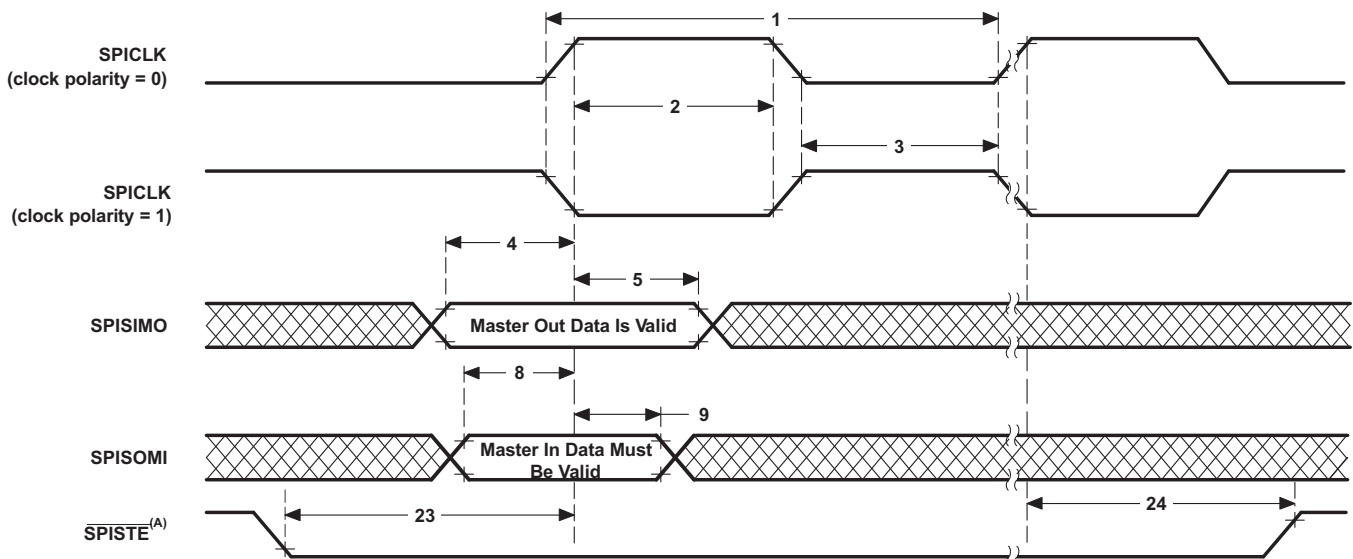 1
SPICLK
(clock polarity = 0)
2
3
SPICLK
(clock polarity = 1)
4
5
SPISIMO
Master Out Data Is Valid
8
9
SPISOMI
Master In Data Must
Be Valid
23
24
SPISTE(A)